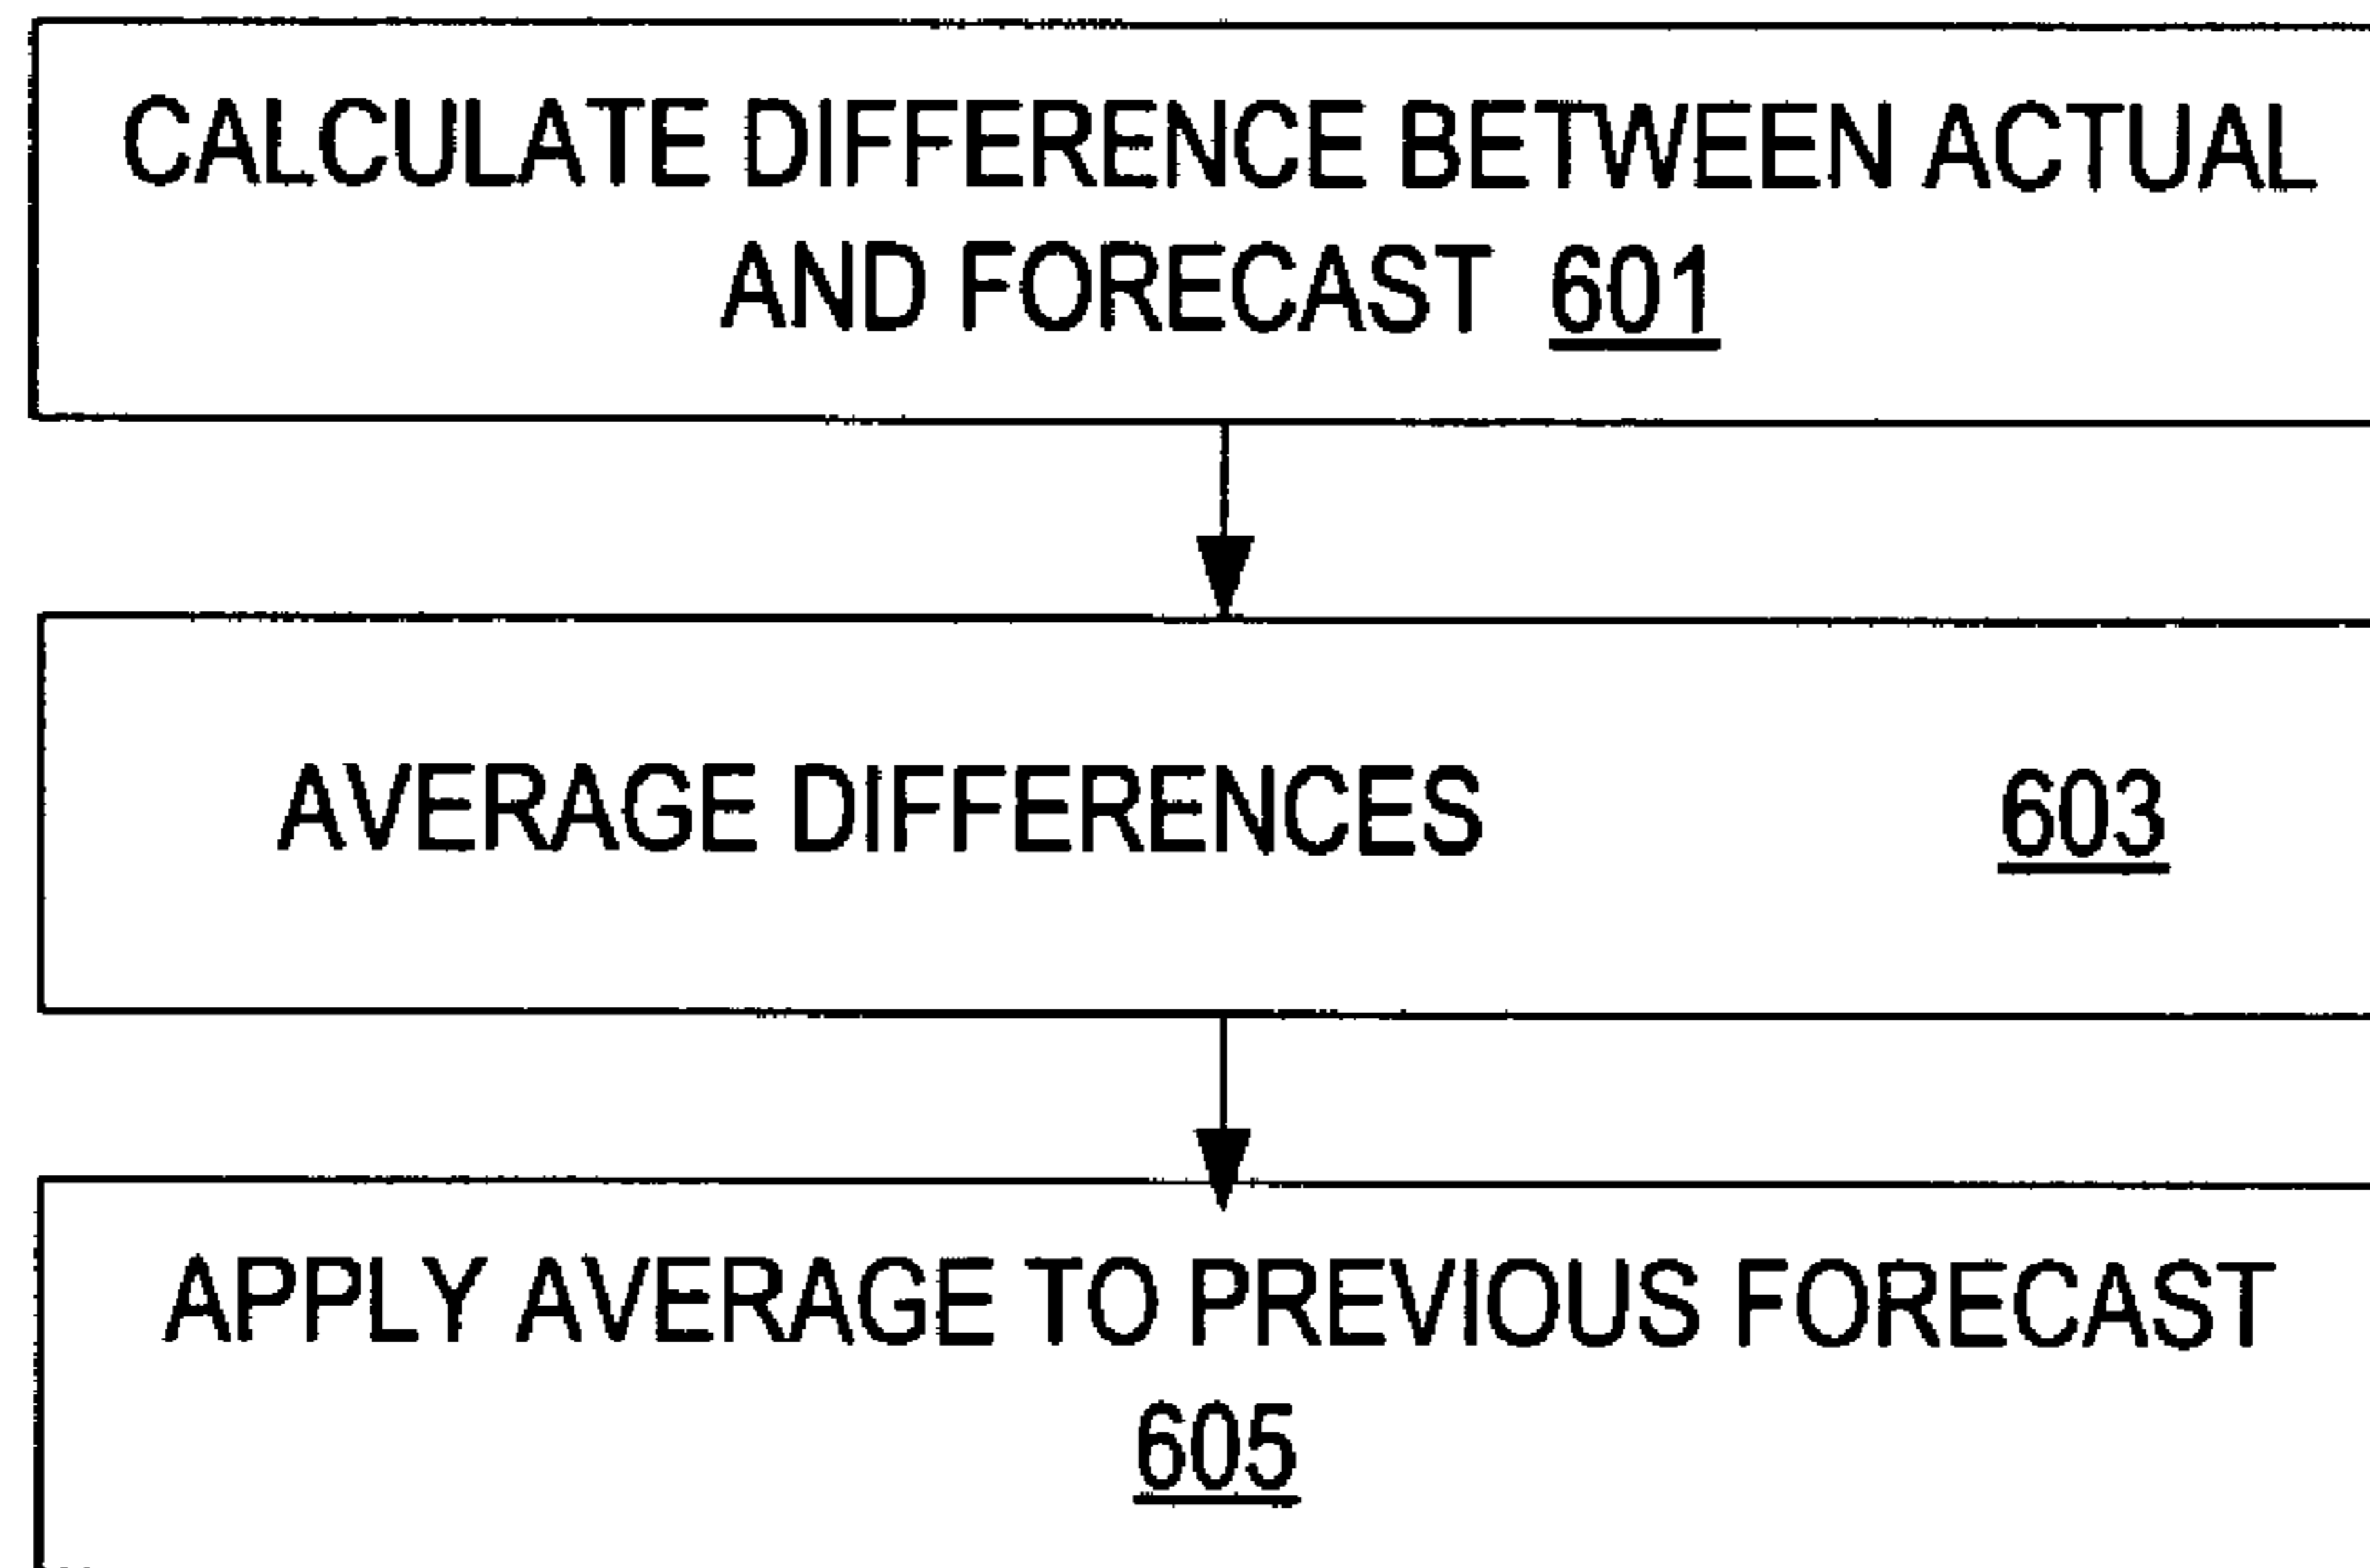 CALCULATE DIFFERENCE BETWEEN ACTUAL
AND FORECAST 601
AVERAGE DIFFERENCES 603
APPLY AVERAGE TO PREVIOUS FORECAST
605